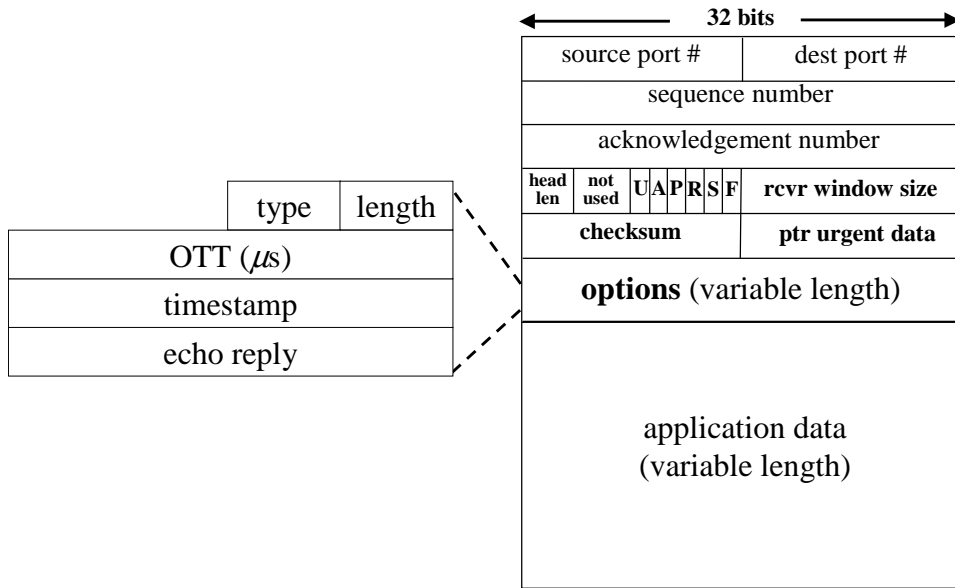 32 bits
source port # dest port #
sequence number
acknowledgement number
head len not used U A P R S F rcvr window size
checksum ptr urgent data
options (variable length)
application data
(variable length)
type length
OTT (μs)
timestamp
echo reply